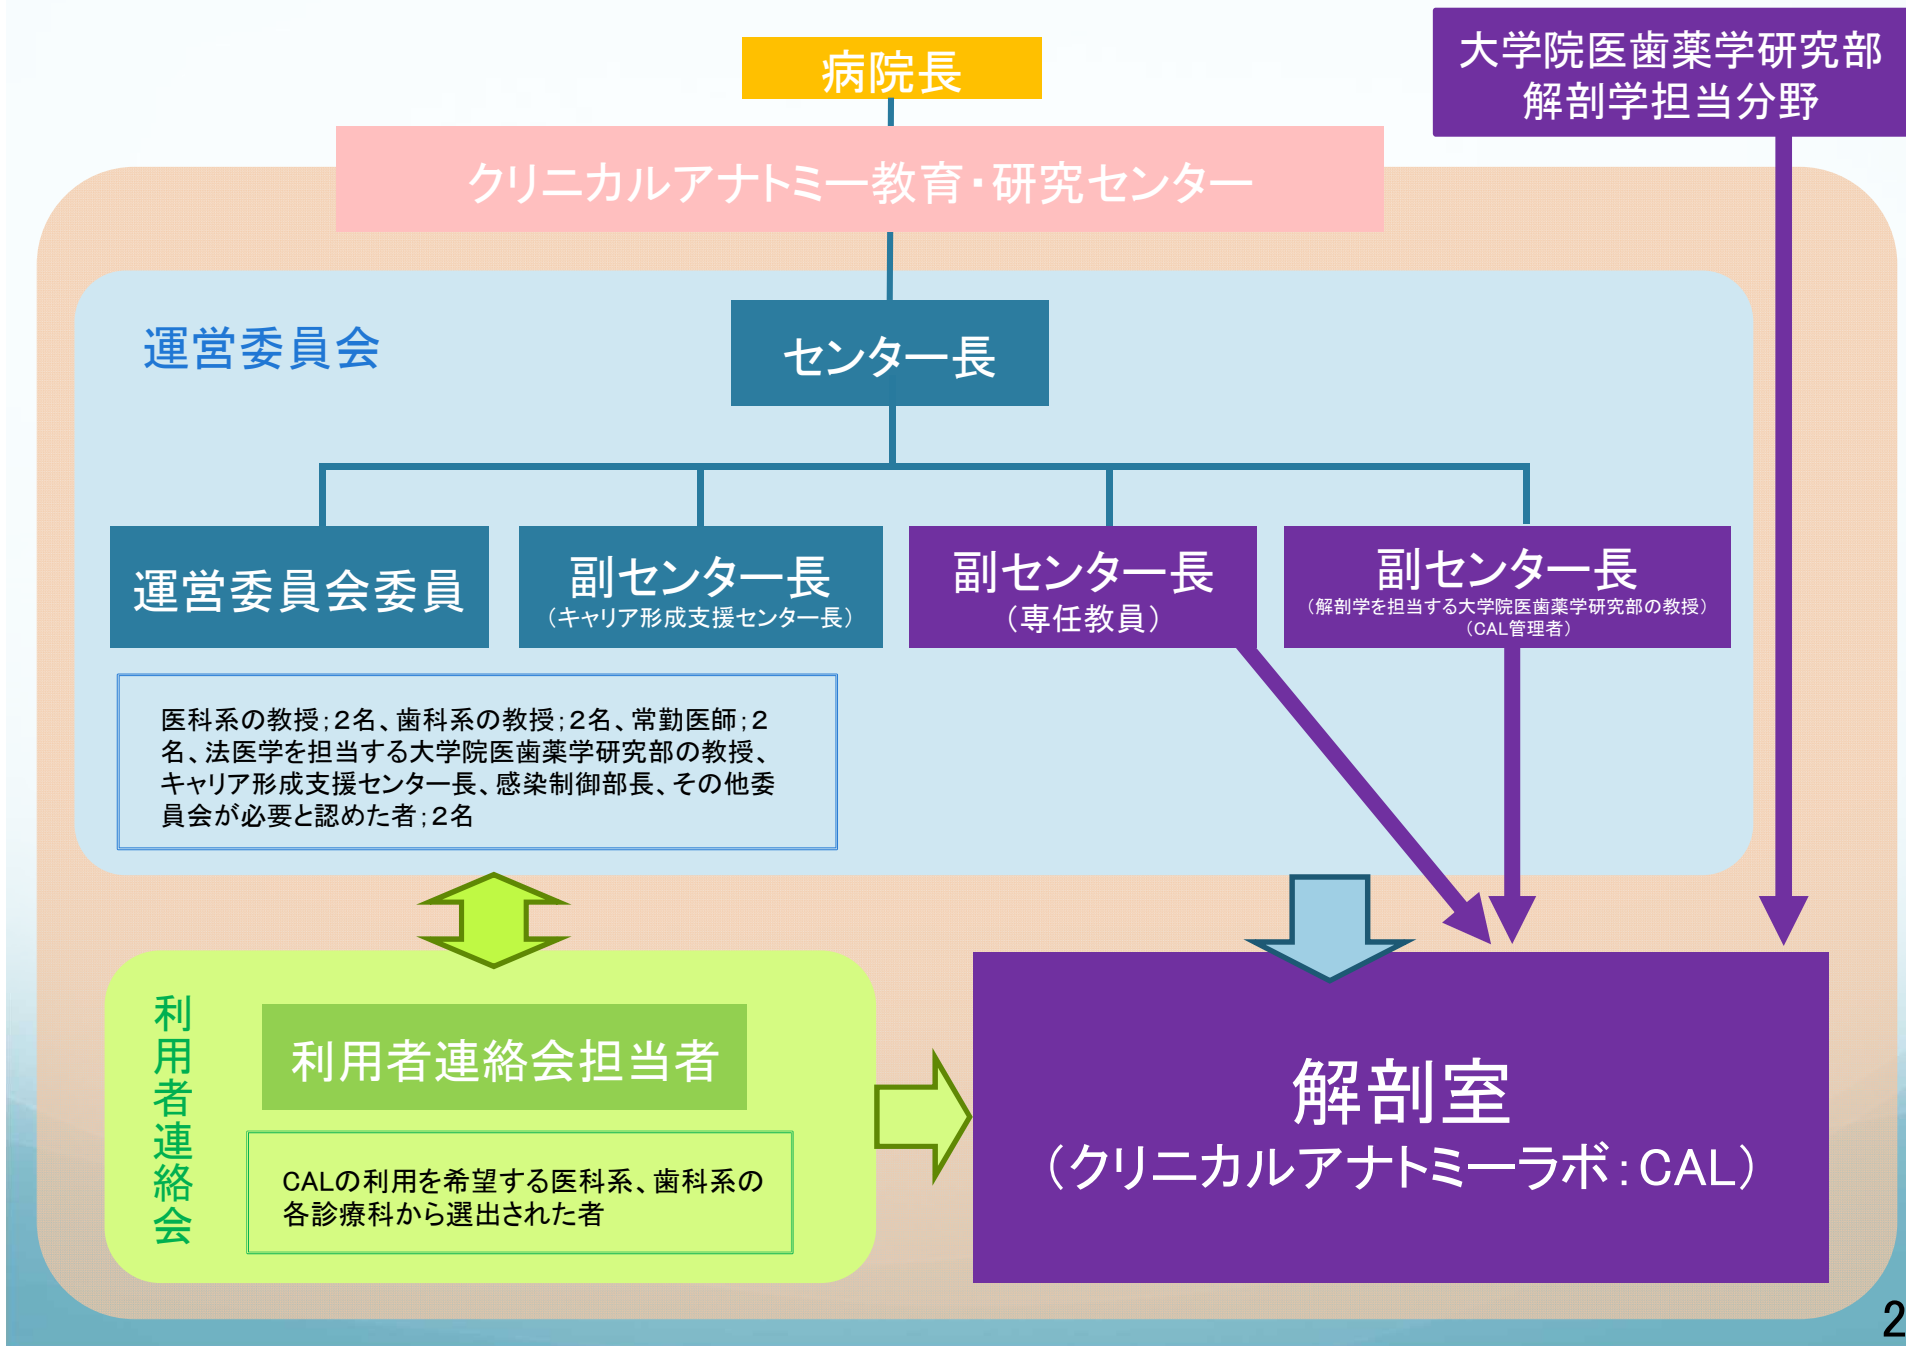 病院長
大学院医歯薬学研究部
解剖学担当分野
クリニカルアナトミー教育・研究センター
運営委員会
センター長
運営委員会委員
副センター長
（キャリア形成支援センター長）
副センター長
（専任教員）
副センター長
（解剖学を担当する大学院医歯薬学研究部の教授）
（CAL管理者）
医科系の教授；2名、歯科系の教授；2名、常勤医師；2
名、法医学を担当する大学院医歯薬学研究部の教授、
キャリア形成支援センター長、感染制御部長、その他委
員会が必要と認めた者；2名
利用者連絡会
利用者連絡会担当者
CALの利用を希望する医科系、歯科系の
各診療科から選出された者
解剖室
（クリニカルアナトミーラボ：CAL）
2